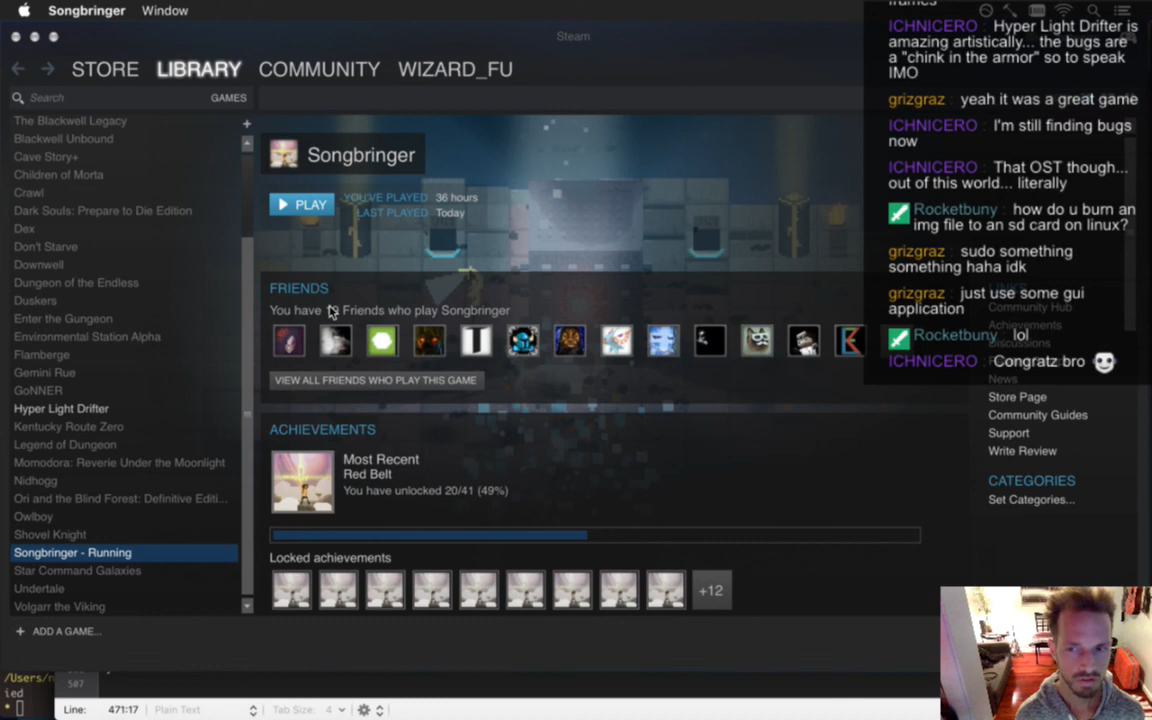 Songbringer Window
Steam
STORE LIBRARY COMMUNITY WIZARD_FU
Search GAMES
The Blackwell Legacy
Blackwell Unbound
Cave Story+
Children of Morta
Crawl
Dark Souls: Prepare to Die Edition
Dex
Don't Starve
Downwell
Dungeon of the Endless
Duskers
Enter the Gungeon
Environmental Station Alpha
Flamberge
Gemini Rue
GoNNER
Hyper Light Drifter
Kentucky Route Zero
Legend of Dungeon
Momodora: Reverie Under the Moonlight
Nidhogg
Ori and the Blind Forest: Definitive Editi...
Owlboy
Shovel Knight
Songbringer - Running
Star Command Galaxies
Undertale
Volgarr the Viking
+ ADD A GAME...
Songbringer
PLAY
YOU'VE PLAYED 36 hours
LAST PLAYED Today
FRIENDS
You have Friends who play Songbringer
VIEW ALL FRIENDS WHO PLAY THIS GAME
ACHIEVEMENTS
Most Recent
Red Belt
You have unlocked 20/41 (49%)
Locked achievements
+12
frames
ICHNICERO : Hyper Light Drifter is
amazing artistically... the bugs are
a "chink in the armor" so to speak
IMO
grizgraz : yeah it was a great game
ICHNICERO : I'm still finding bugs
now
ICHNICERO : That OST though...
out of this world... literally
Rocketbuny : how do u burn an
img file to an sd card on linux?
grizgraz : sudo something
something haha idk
grizgraz : just use some gui
application
Rocketbuny : lol
ICHNICERO : Congratz bro
LINKS
Community Hub
Achievements
Discussions
News
Store Page
Community Guides
Support
Write Review
CATEGORIES
Set Categories...
/Users/n
ied
*
507
Line: 471:17 Plain Text Tab Size: 4